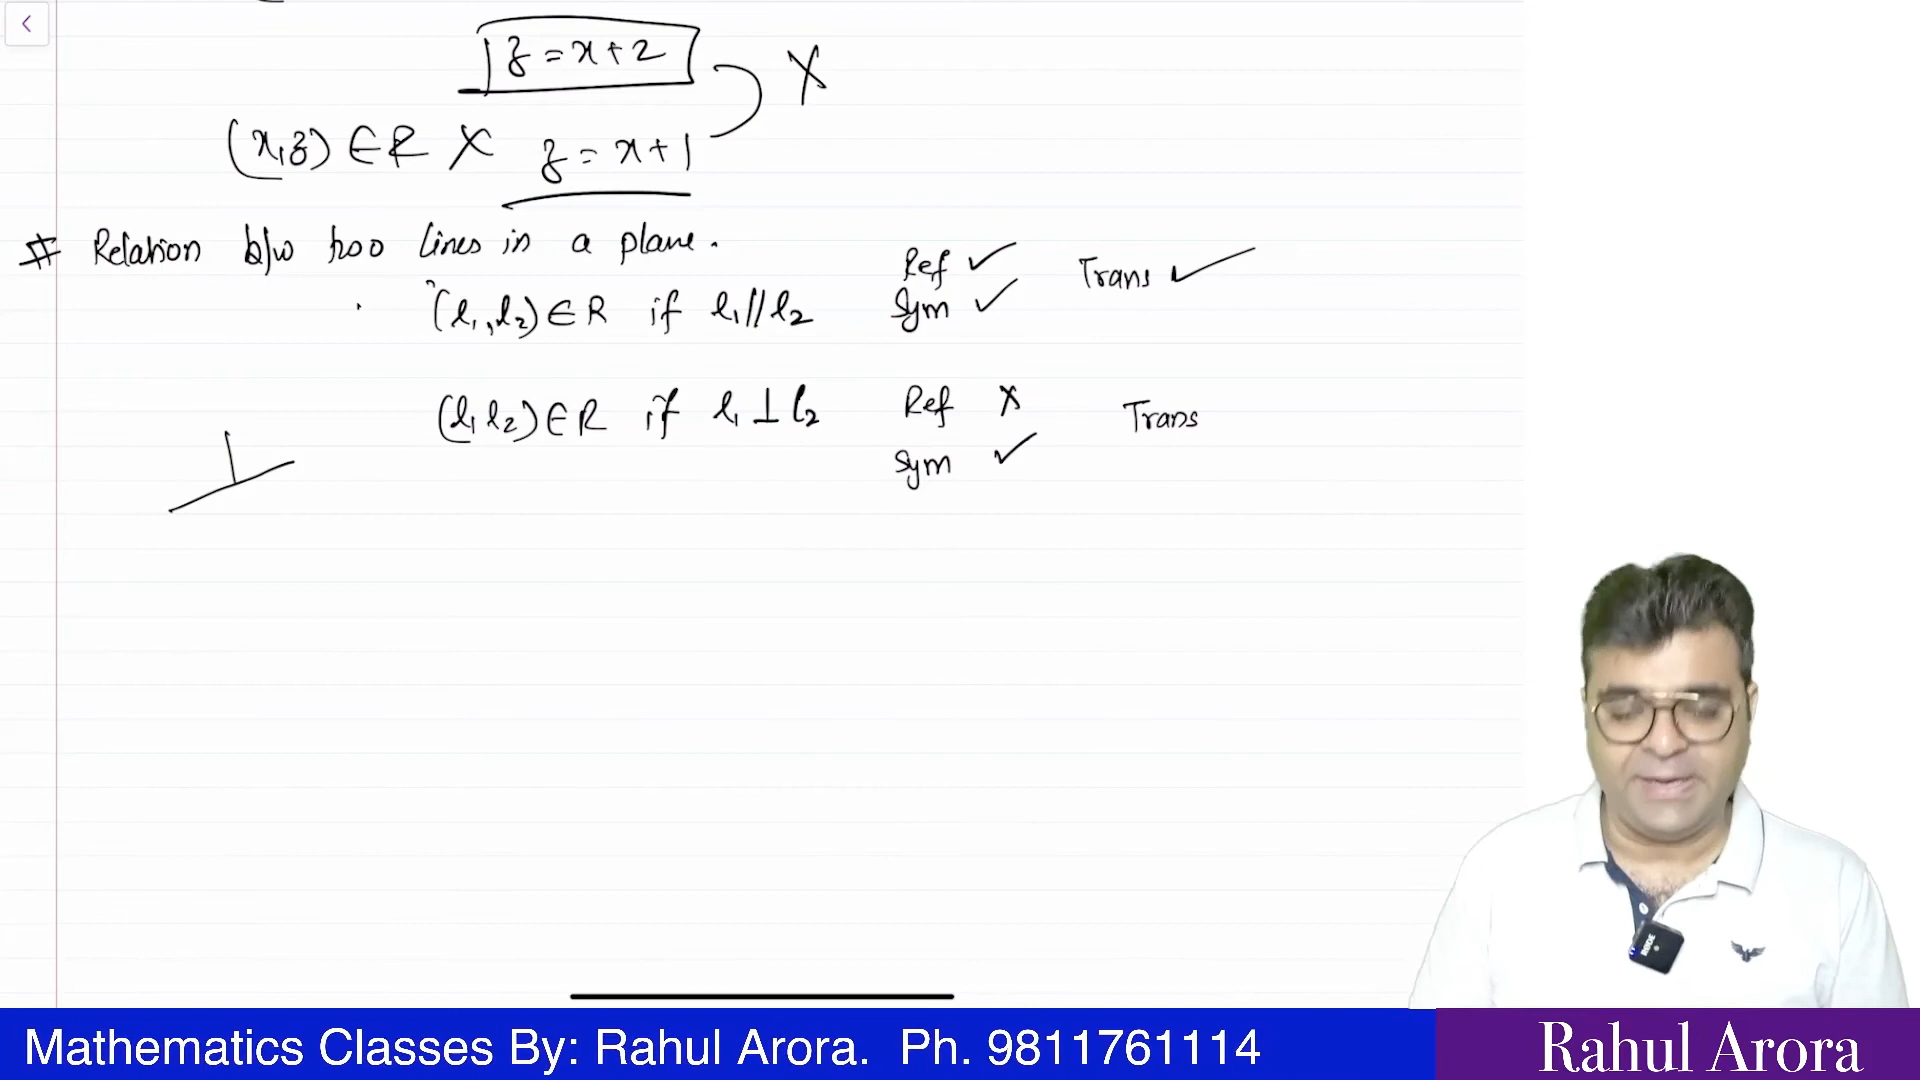 z = x + 2 X
(x, z) ∈ R X z = x + 1
# Relation b/w two lines in a plane.
(l₁, l₂) ∈ R if l₁ // l₂ Ref ✓ Sym ✓ Trans ✓
(l₁ l₂) ∈ R if l₁ ⊥ l₂ Ref X Sym ✓ Trans
RODE
Mathematics Classes By: Rahul Arora. Ph. 9811761114
Rahul Arora